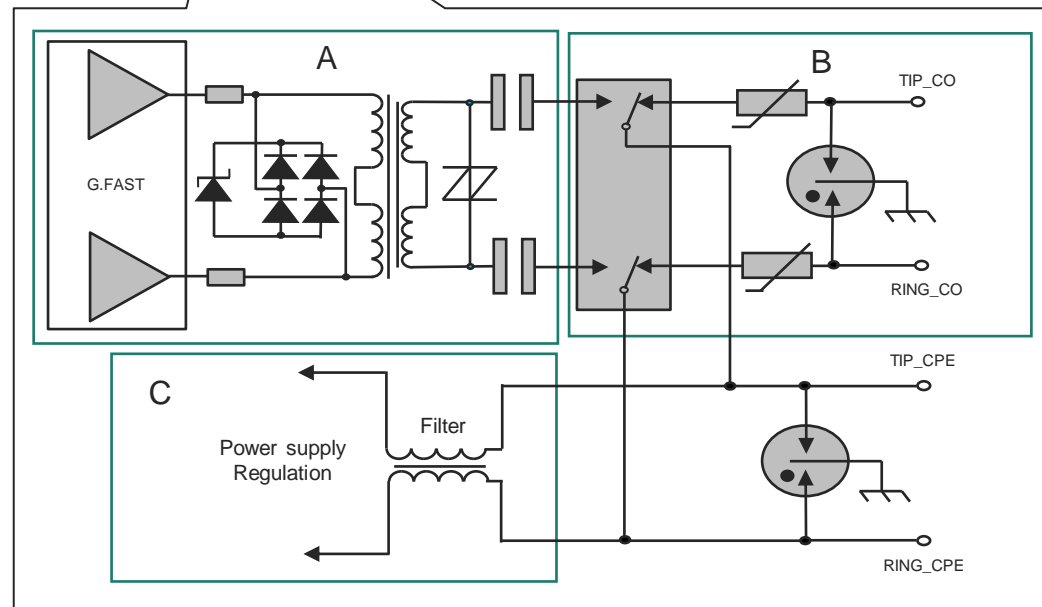 A
B
TIP_CO
G.FAST
RING_CO
TIP_CPE
C
Filter
Power supply
Regulation
RING_CPE